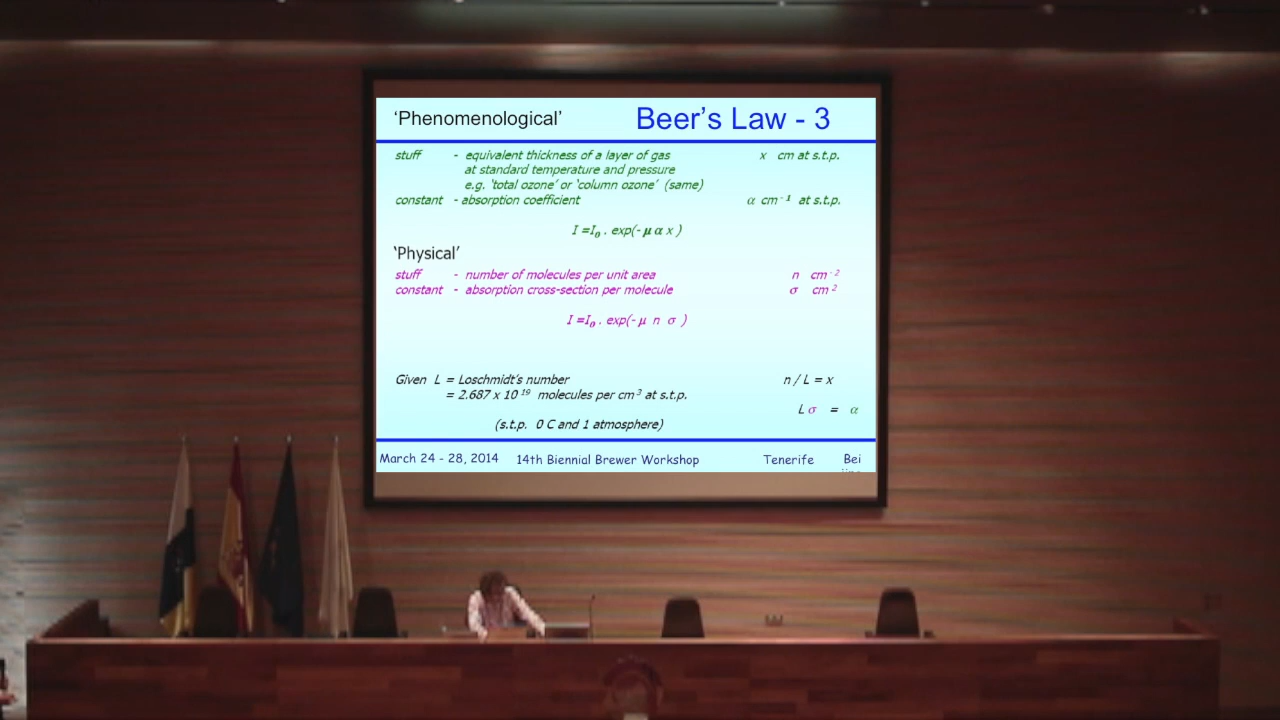 ‘Phenomenological’ Beer’s Law - 3
stuff - equivalent thickness of a layer of gas x cm at s.t.p.
at standard temperature and pressure
e.g. ‘total ozone’ or ‘column ozone’ (same)
constant - absorption coefficient α cm⁻¹ at s.t.p.
I =I₀ . exp(- μ α x )
‘Physical’
stuff - number of molecules per unit area n cm⁻²
constant - absorption cross-section per molecule σ cm²
I =I₀ . exp(- μ n σ )
Given L = Loschmidt’s number n / L = x
= 2.687 x 10¹⁹ molecules per cm³ at s.t.p.
L σ = α
(s.t.p. 0 C and 1 atmosphere)
March 24 - 28, 2014 14th Biennial Brewer Workshop Tenerife Bei